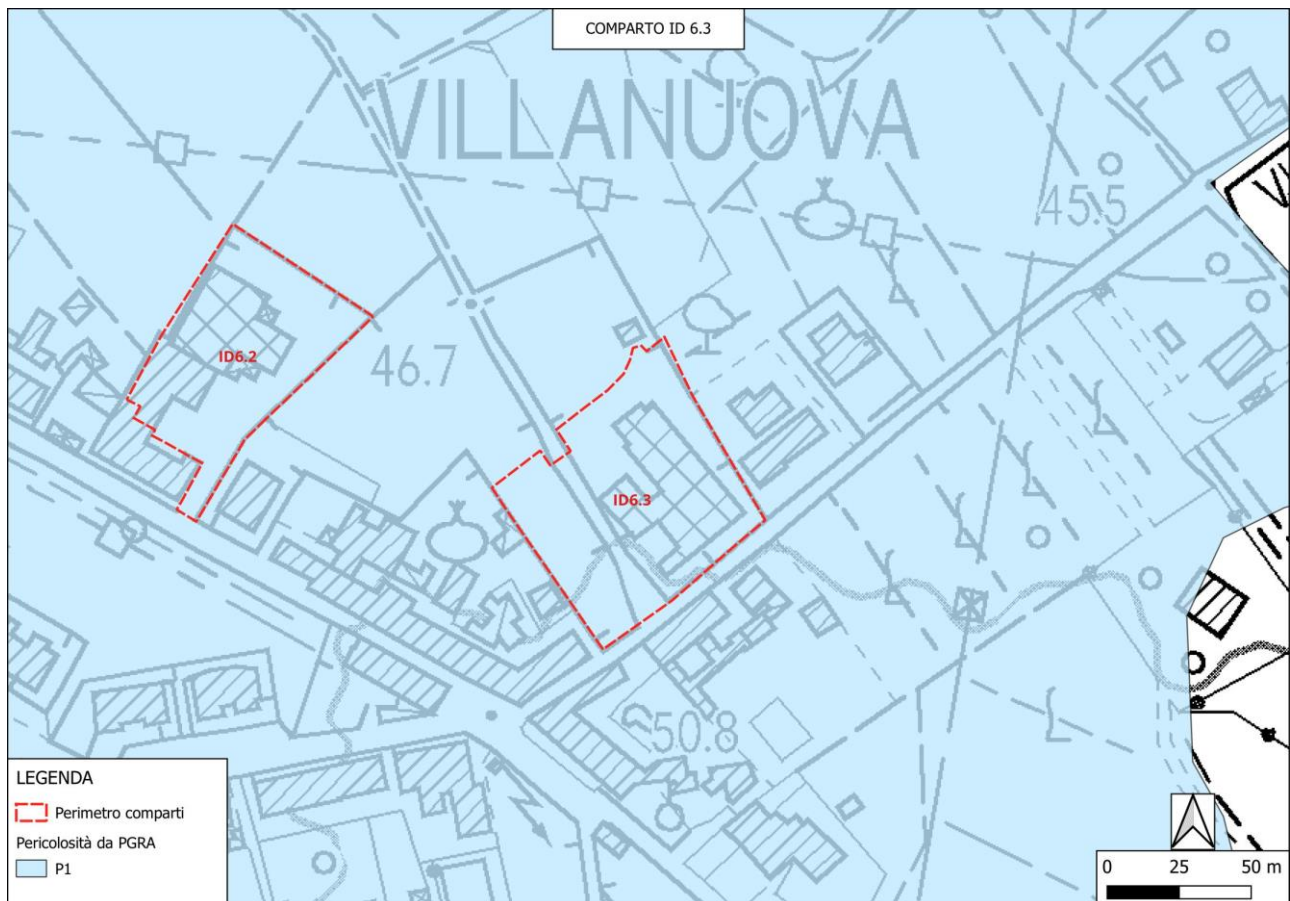 COMPARTO ID 6.3
VILLANUOVA
45.5
ID6.2
46.7
ID6.3
50.8
LEGENDA
Perimetro comparti
Pericolosità da PGRA
P1
0 25 50 m